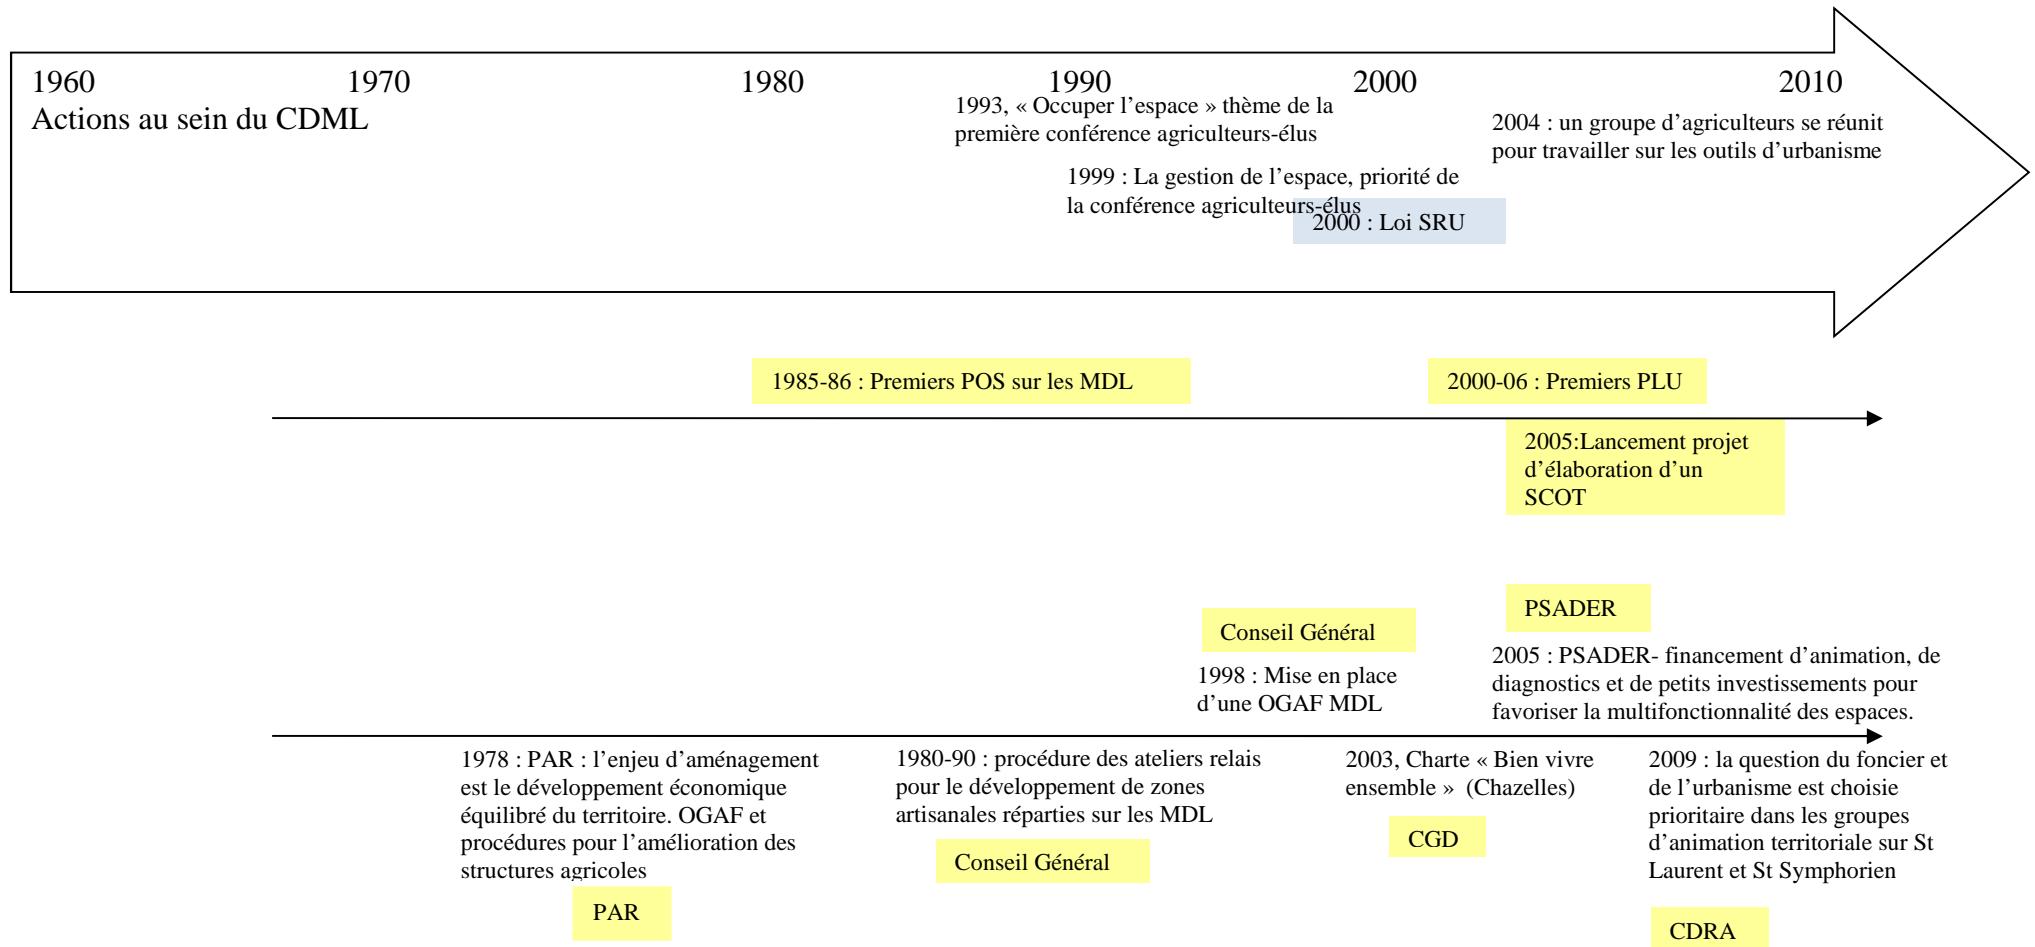 1960 1970 1980 1990 2000 2010
Actions au sein du CDML
1993, « Occuper l’espace » thème de la
première conférence agriculteurs-élus
2004 : un groupe d’agriculteurs se réunit
pour travailler sur les outils d’urbanisme
1999 : La gestion de l’espace, priorité de
la conférence agriculteurs-élus
2000 : Loi SRU
1985-86 : Premiers POS sur les MDL
2000-06 : Premiers PLU
2005:Lancement projet
d’élaboration d’un
SCOT
PSADER
Conseil Général
2005 : PSADER- financement d’animation, de
diagnostics et de petits investissements pour
favoriser la multifonctionnalité des espaces.
1998 : Mise en place
d’une OGAF MDL
1978 : PAR : l’enjeu d’aménagement
est le développement économique
équilibré du territoire. OGAF et
procédures pour l’amélioration des
structures agricoles
PAR
1980-90 : procédure des ateliers relais
pour le développement de zones
artisanales réparties sur les MDL
Conseil Général
2003, Charte « Bien vivre
ensemble » (Chazelles)
CGD
2009 : la question du foncier et
de l’urbanisme est choisie
prioritaire dans les groupes
d’animation territoriale sur St
Laurent et St Symphorien
CDRA